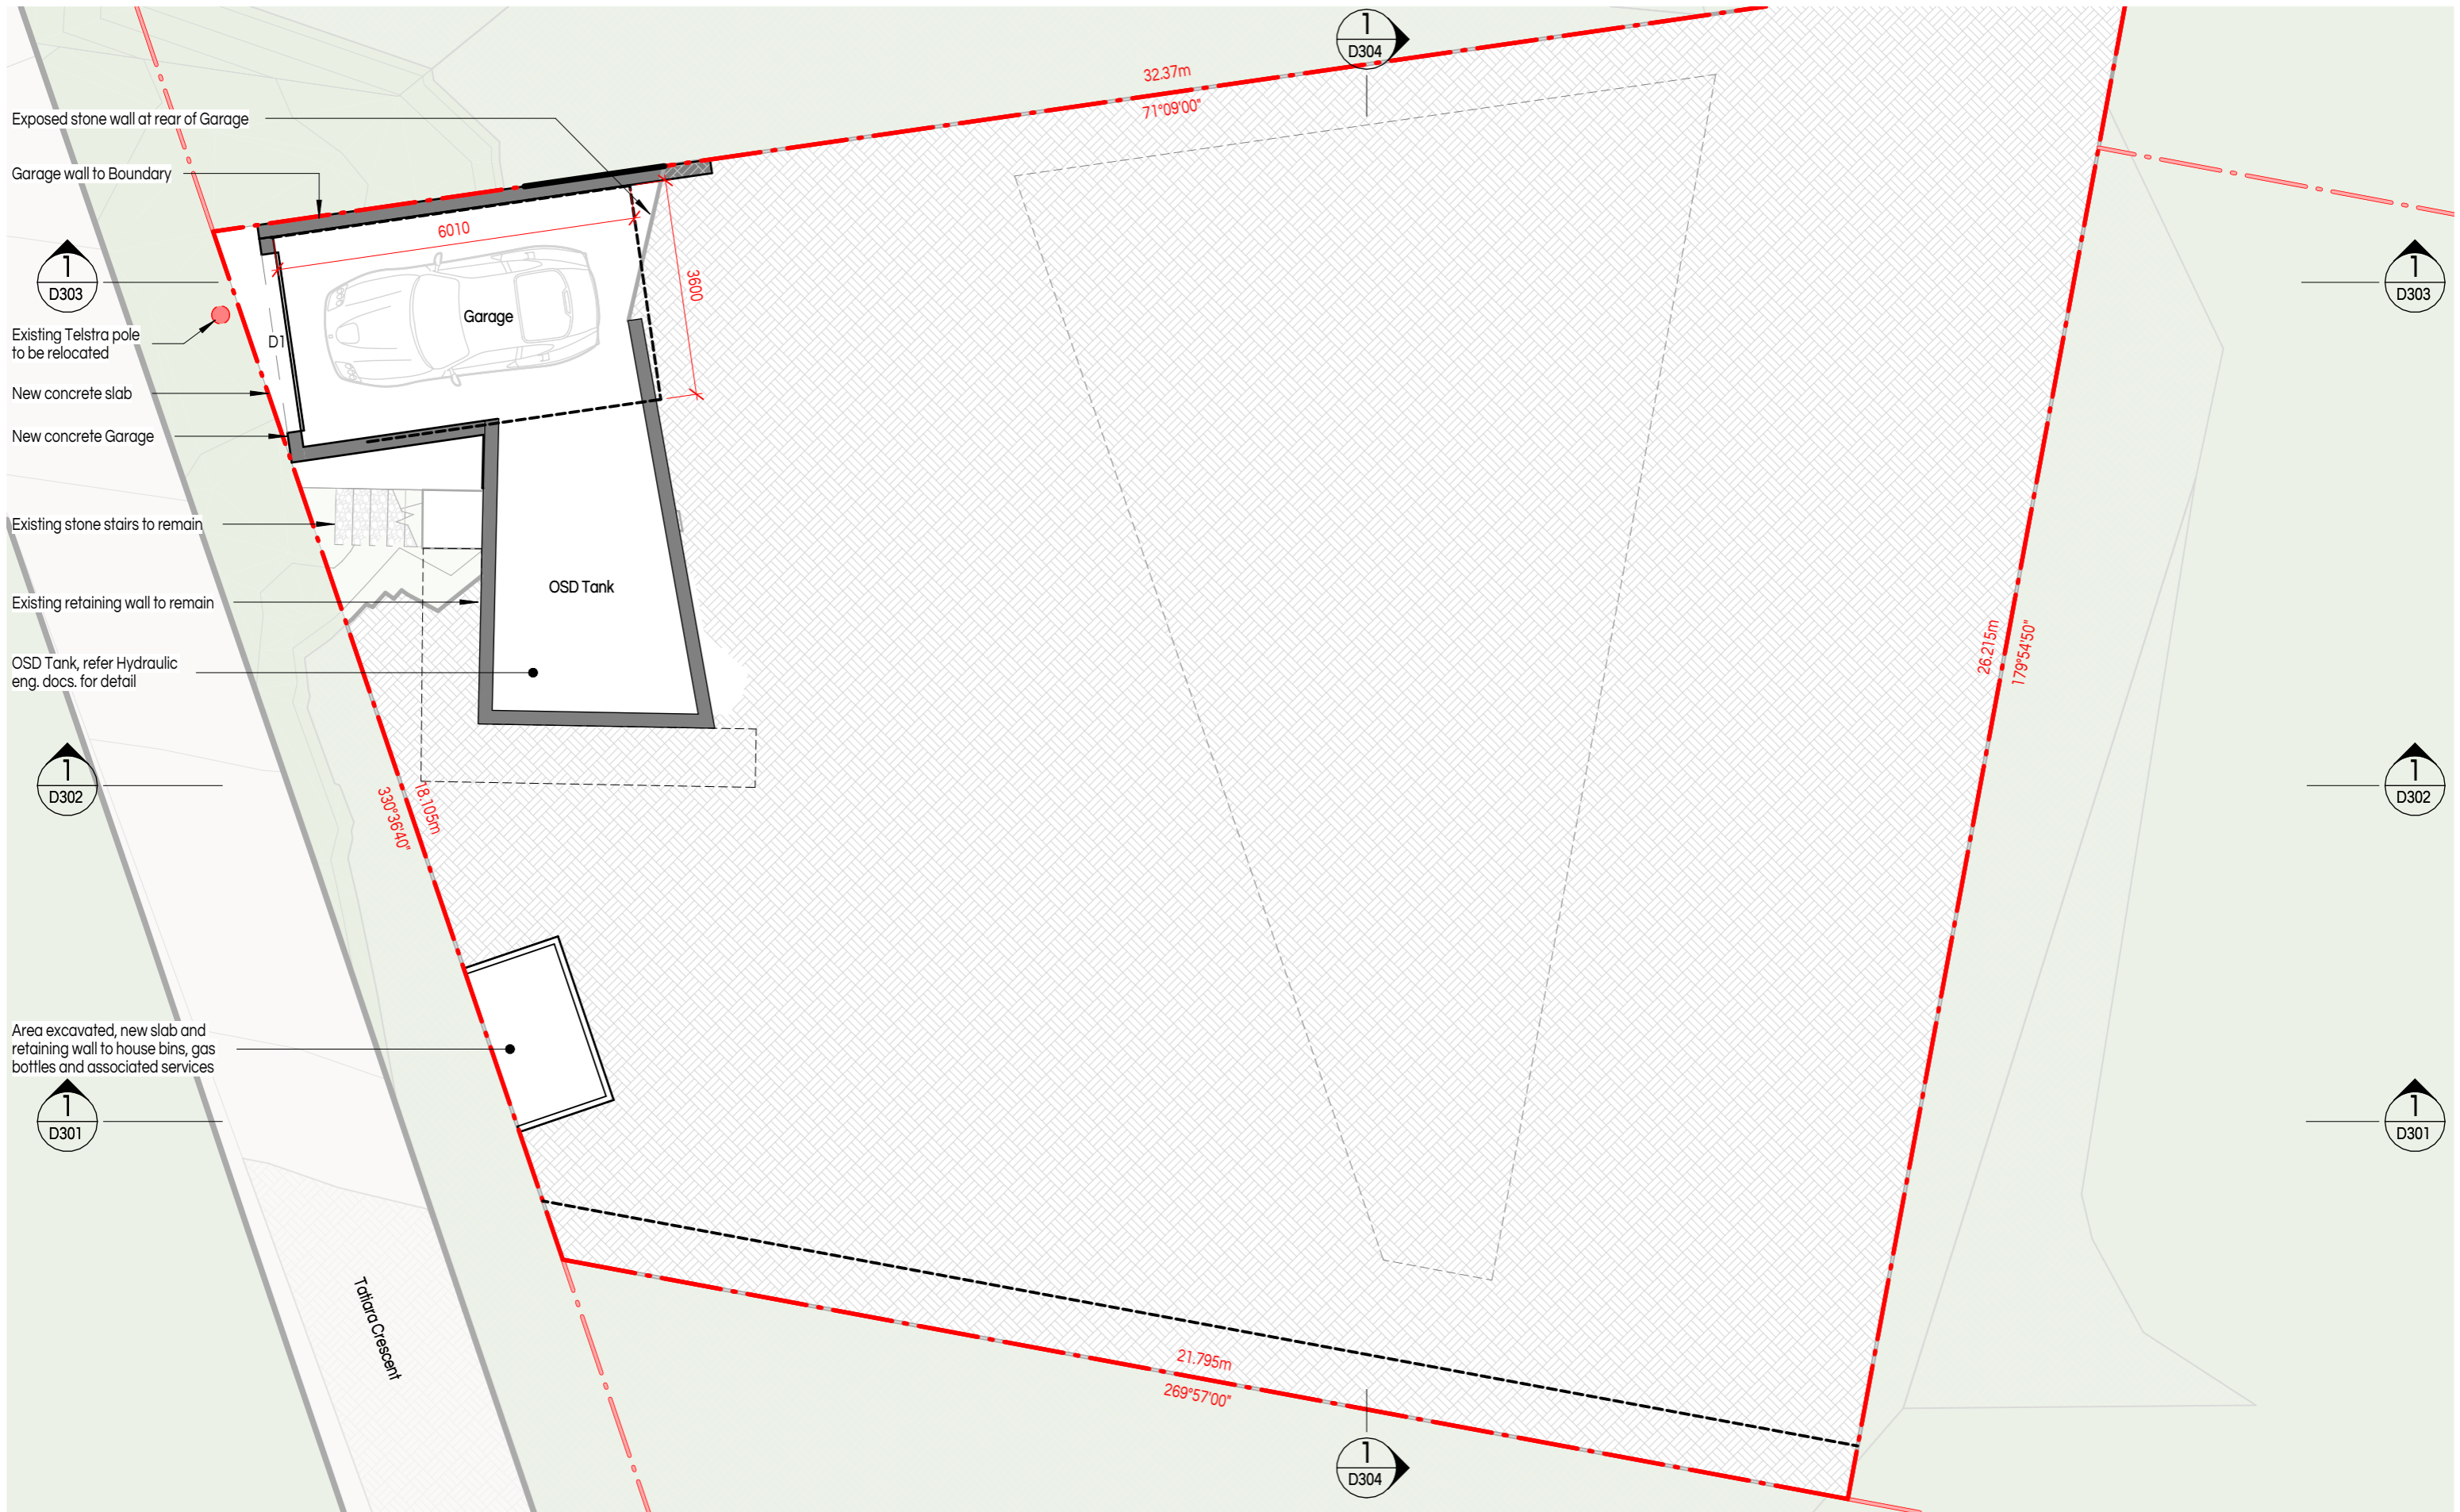 1
D304
32.37m
71°09'00"
Exposed stone wall at rear of Garage
Garage wall to Boundary
6010
3600
1
D303
1
D303
Garage
Existing Telstra pole
to be relocated
D1
New concrete slab
New concrete Garage
Existing stone stairs to remain
OSD Tank
Existing retaining wall to remain
26.215m
179°54'50"
OSD Tank, refer Hydraulic
eng. docs. for detail
1
D302
1
D302
18.105m
330°36'40"
Area excavated, new slab and
retaining wall to house bins, gas
bottles and associated services
1
D301
1
D301
Tatiara Crescent
21.795m
269°57'00"
1
D304